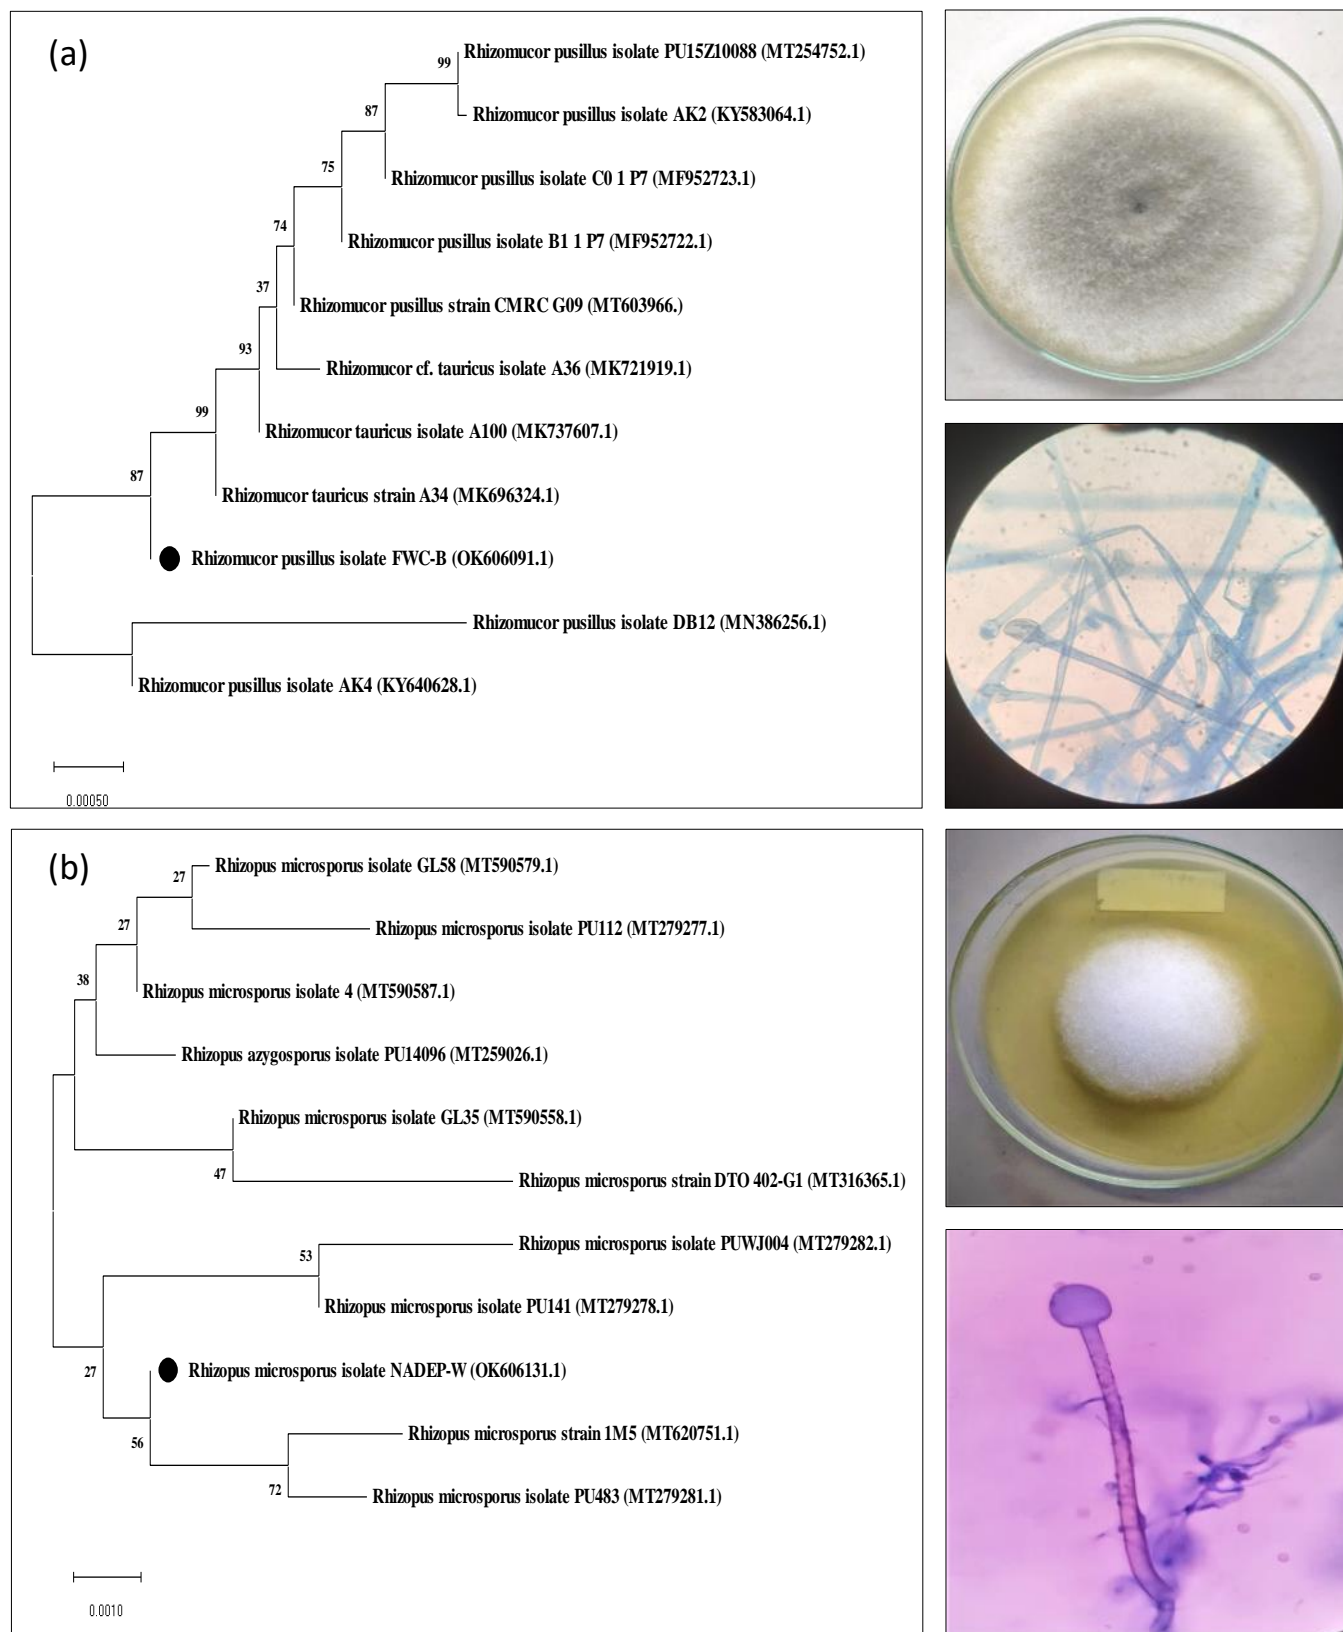 (a)
99
Rhizomucor pusillus isolate PU15Z10088 (MT254752.1)
Rhizomucor pusillus isolate AK2 (KY583064.1)
87
Rhizomucor pusillus isolate C0 1 P7 (MF952723.1)
75
Rhizomucor pusillus isolate B1 1 P7 (MF952722.1)
74
Rhizomucor pusillus strain CMRC G09 (MT603966.)
37
Rhizomucor cf. tauricus isolate A36 (MK721919.1)
93
Rhizomucor tauricus isolate A100 (MK737607.1)
99
Rhizomucor tauricus strain A34 (MK696324.1)
87
Rhizomucor pusillus isolate FWC-B (OK606091.1)
Rhizomucor pusillus isolate DB12 (MN386256.1)
Rhizomucor pusillus isolate AK4 (KY640628.1)
0.00050
(b)
27
Rhizopus microsporus isolate GL58 (MT590579.1)
27
Rhizopus microsporus isolate PU112 (MT279277.1)
38
Rhizopus microsporus isolate 4 (MT590587.1)
Rhizopus azygosporus isolate PU14096 (MT259026.1)
Rhizopus microsporus isolate GL35 (MT590558.1)
47
Rhizopus microsporus strain DTO 402-G1 (MT316365.1)
53
Rhizopus microsporus isolate PUWJ004 (MT279282.1)
Rhizopus microsporus isolate PU141 (MT279278.1)
27
Rhizopus microsporus isolate NADEP-W (OK606131.1)
56
Rhizopus microsporus strain 1M5 (MT620751.1)
72
Rhizopus microsporus isolate PU483 (MT279281.1)
0.0010